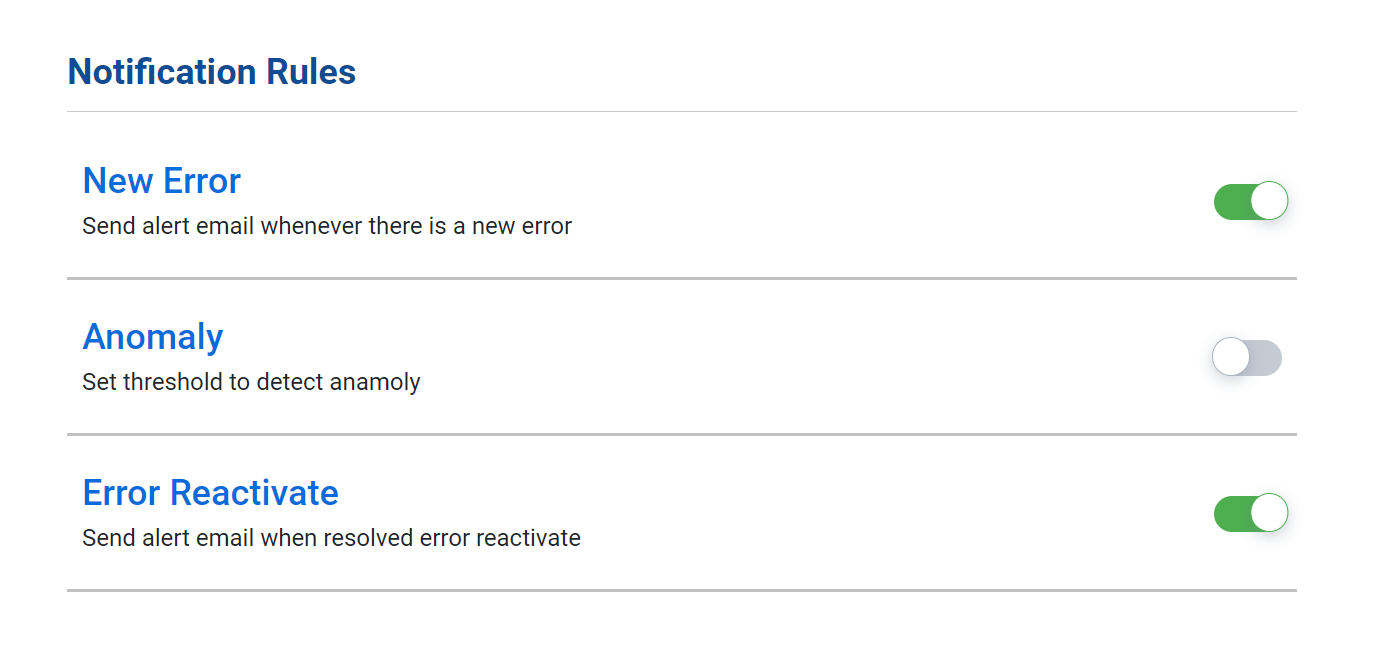 Notification Rules
New Error
Send alert email whenever there is a new error
Anomaly
Set threshold to detect anamoly
Error Reactivate
Send alert email when resolved error reactivate